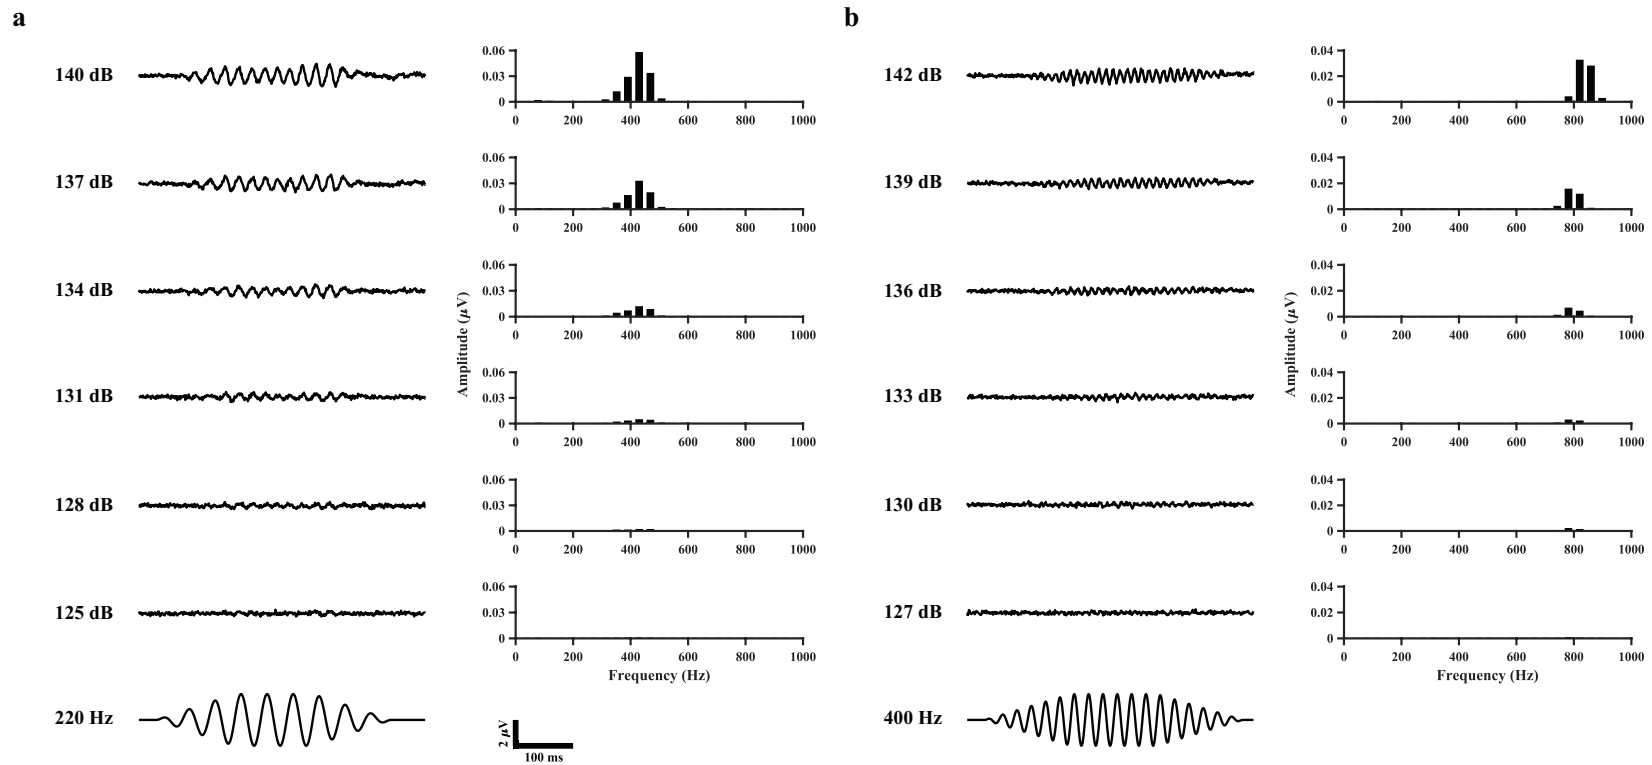 a
b
140 dB
0.06
0.03
0
0 200 400 600 800 1000
142 dB
0.04
0.02
0
0 200 400 600 800 1000
137 dB
0.06
0.03
0
0 200 400 600 800 1000
139 dB
0.04
0.02
0
0 200 400 600 800 1000
134 dB
0.06
0.03
0
0 200 400 600 800 1000
136 dB
0.04
0.02
0
0 200 400 600 800 1000
Amplitude (μV)
Amplitude (μV)
131 dB
0.06
0.03
0
0 200 400 600 800 1000
133 dB
0.04
0.02
0
0 200 400 600 800 1000
128 dB
0.06
0.03
0
0 200 400 600 800 1000
130 dB
0.04
0.02
0
0 200 400 600 800 1000
125 dB
0.06
0.03
0
0 200 400 600 800 1000
Frequency (Hz)
127 dB
0.04
0.02
0
0 200 400 600 800 1000
Frequency (Hz)
220 Hz
2 μV
100 ms
400 Hz